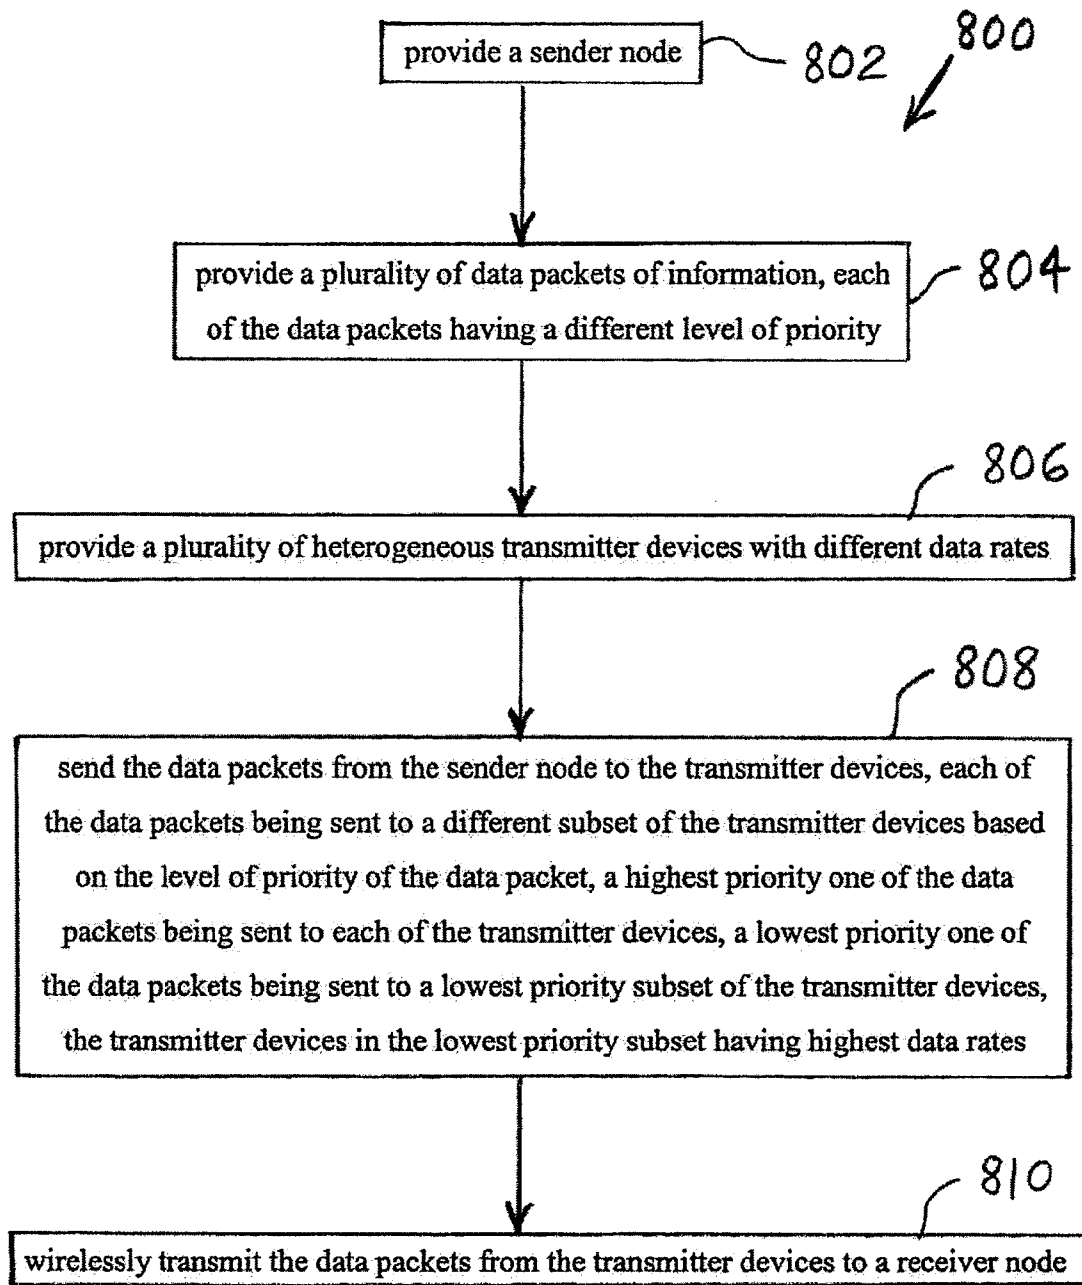 provide a sender node
802
800
provide a plurality of data packets of information, each
of the data packets having a different level of priority
804
806
provide a plurality of heterogeneous transmitter devices with different data rates
808
send the data packets from the sender node to the transmitter devices, each of
the data packets being sent to a different subset of the transmitter devices based
on the level of priority of the data packet, a highest priority one of the data
packets being sent to each of the transmitter devices, a lowest priority one of
the data packets being sent to a lowest priority subset of the transmitter devices,
the transmitter devices in the lowest priority subset having highest data rates
810
wirelessly transmit the data packets from the transmitter devices to a receiver node